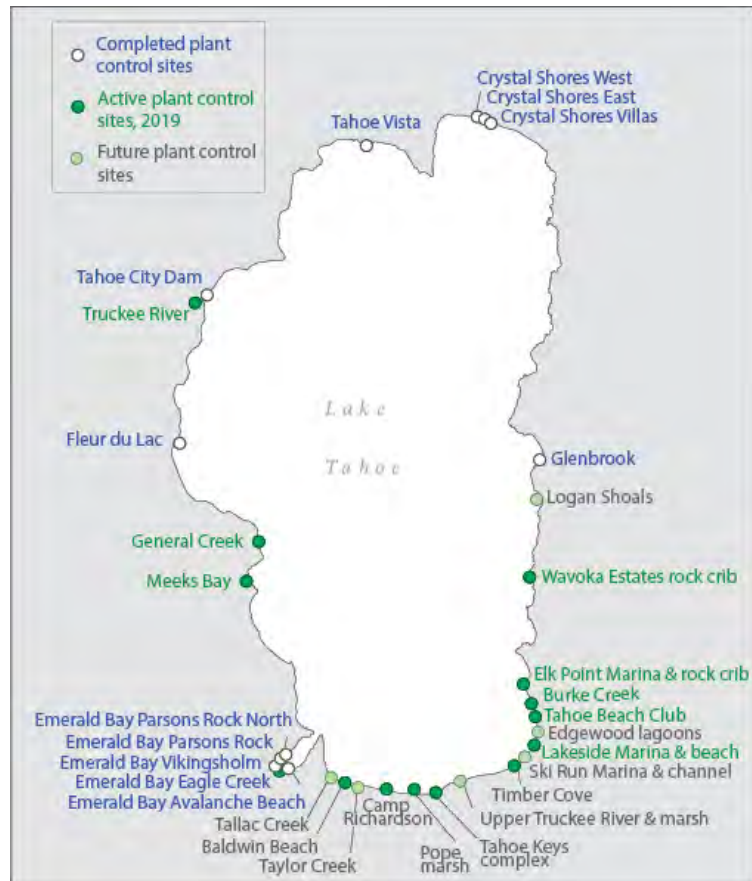 Completed plant
control sites
Active plant control
sites, 2019
Future plant control
sites
Crystal Shores West
Crystal Shores East
Crystal Shores Villas
Tahoe Vista
Tahoe City Dam
Truckee River
Lake
Tahoe
Fleur du Lac
Glenbrook
Logan Shoals
General Creek
Meeks Bay
Wavoka Estates rock crib
Elk Point Marina & rock crib
Burke Creek
Tahoe Beach Club
Edgewood lagoons
Lakeside Marina & beach
Ski Run Marina & channel
Timber Cove
Upper Truckee River & marsh
Tahoe Keys
complex
Pope
marsh
Camp
Richardson
Emerald Bay Parsons Rock North
Emerald Bay Parsons Rock
Emerald Bay Vikingsholm
Emerald Bay Eagle Creek
Emerald Bay Avalanche Beach
Tallac Creek
Baldwin Beach
Taylor Creek